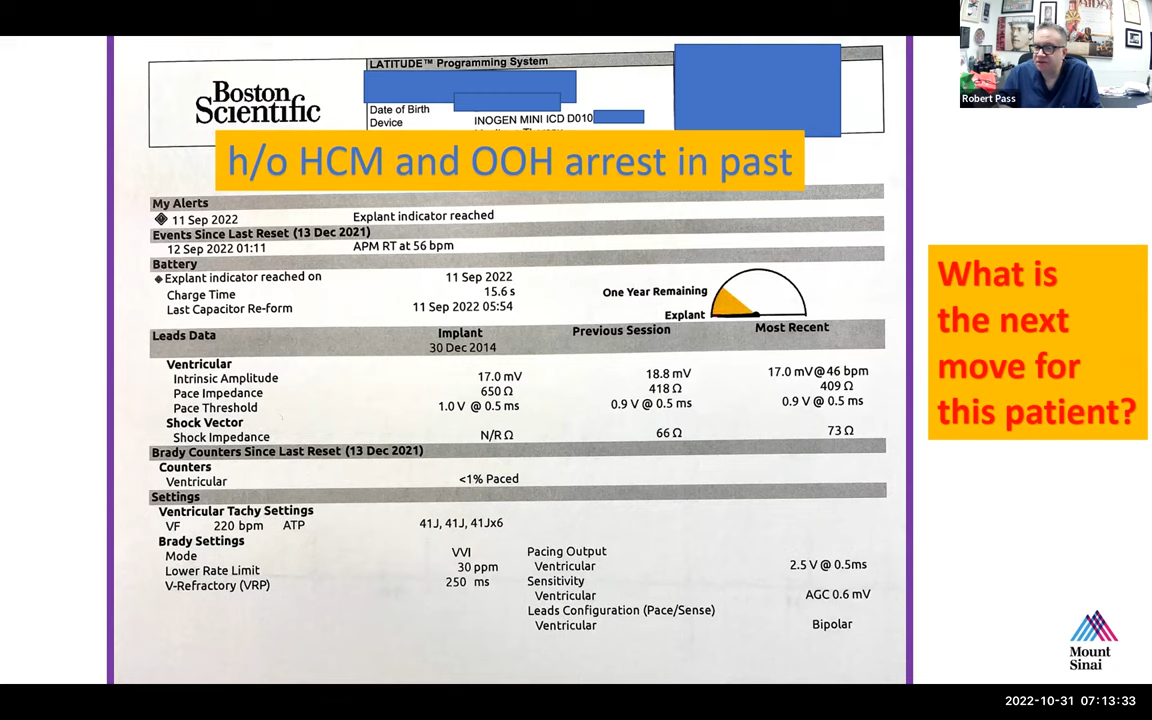 Robert Pass
Boston
Scientific
LATITUDE™ Programming System
Date of Birth
Device INOGEN MINI ICD D010
h/o HCM and OOH arrest in past
My Alerts
11 Sep 2022 Explant indicator reached
Events Since Last Reset (13 Dec 2021)
12 Sep 2022 01:11 APM RT at 56 bpm
Battery
Explant indicator reached on 11 Sep 2022
Charge Time 15.6 s
Last Capacitor Re-form 11 Sep 2022 05:54
One Year Remaining
Explant
Leads Data Implant Previous Session Most Recent
30 Dec 2014
Ventricular
Intrinsic Amplitude 17.0 mV 18.8 mV 17.0 mV@46 bpm
Pace Impedance 650 Ω 418 Ω 409 Ω
Pace Threshold 1.0 V @ 0.5 ms 0.9 V @ 0.5 ms 0.9 V @ 0.5 ms
Shock Vector
Shock Impedance N/R Ω 66 Ω 73 Ω
Brady Counters Since Last Reset (13 Dec 2021)
Counters
Ventricular <1% Paced
Settings
Ventricular Tachy Settings
VF 220 bpm ATP 41J, 41J, 41Jx6
Brady Settings
Mode VVI Pacing Output
Lower Rate Limit 30 ppm Ventricular 2.5 V @ 0.5ms
V-Refractory (VRP) 250 ms Sensitivity
Ventricular AGC 0.6 mV
Leads Configuration (Pace/Sense)
Ventricular Bipolar
What is
the next
move for
this patient?
Mount
Sinai
2022-10-31 07:13:33